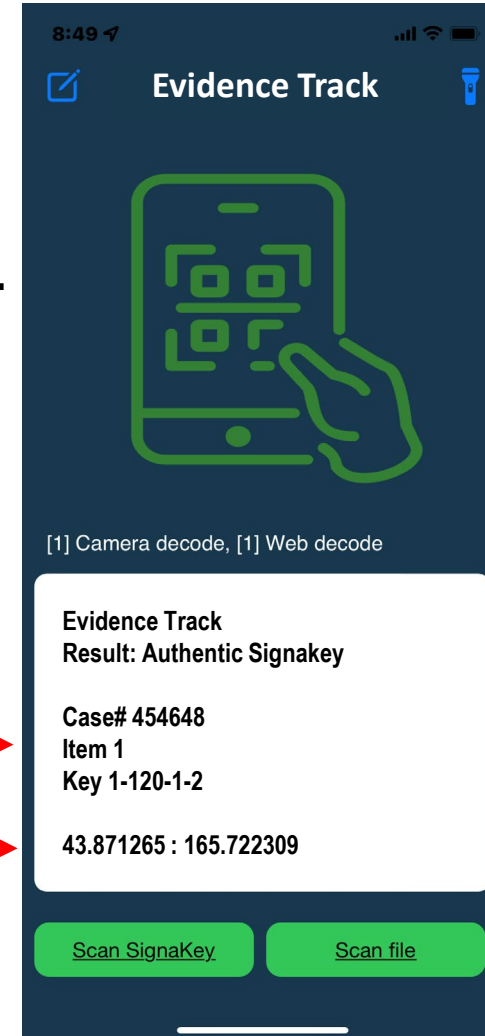 8:49
Evidence Track
[1] Camera decode, [1] Web decode
Evidence Track
Result: Authentic Signakey
Case# 454648
Item 1
Key 1-120-1-2
43.871265 : 165.722309
Scan SignaKey
Scan file